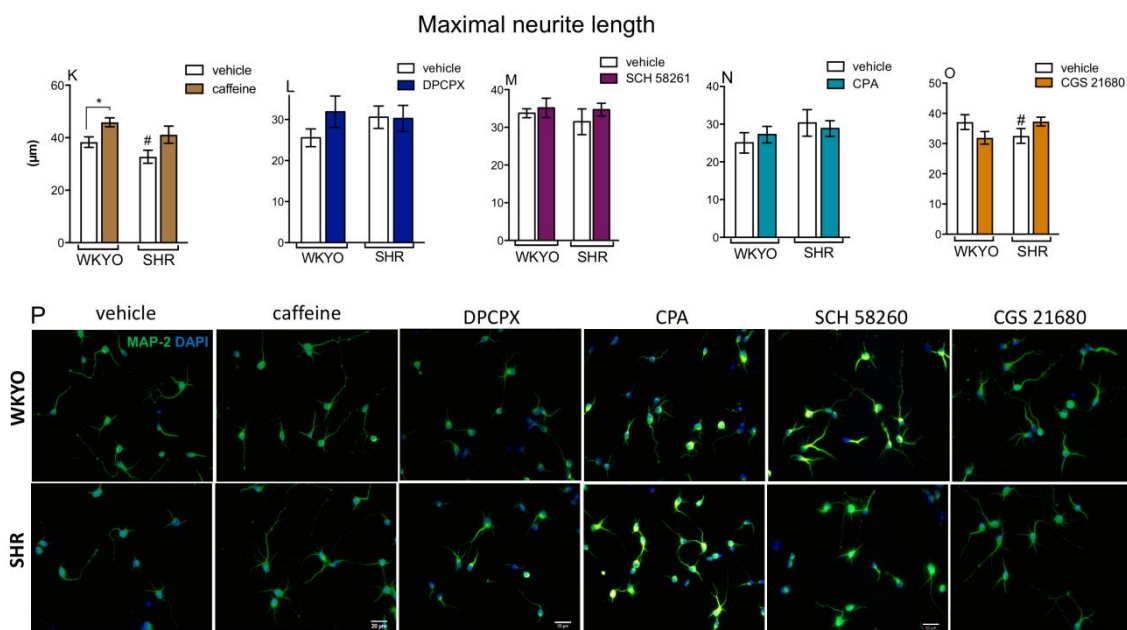 Maximal neurite length
K
vehicle
caffeine
60
40
20
0
(μm)
*
#
WKYO SHR
L
vehicle
DPCPX
30
20
10
0
WKYO SHR
M
vehicle
SCH 58261
40
30
20
10
0
WKYO SHR
N
vehicle
CPA
40
30
20
10
0
WKYO SHR
O
vehicle
CGS 21680
50
40
30
20
10
0
#
WKYO SHR
P vehicle caffeine DPCPX CPA SCH 58260 CGS 21680
MAP-2 DAPI
WKYO
SHR
20 μm
20 μm